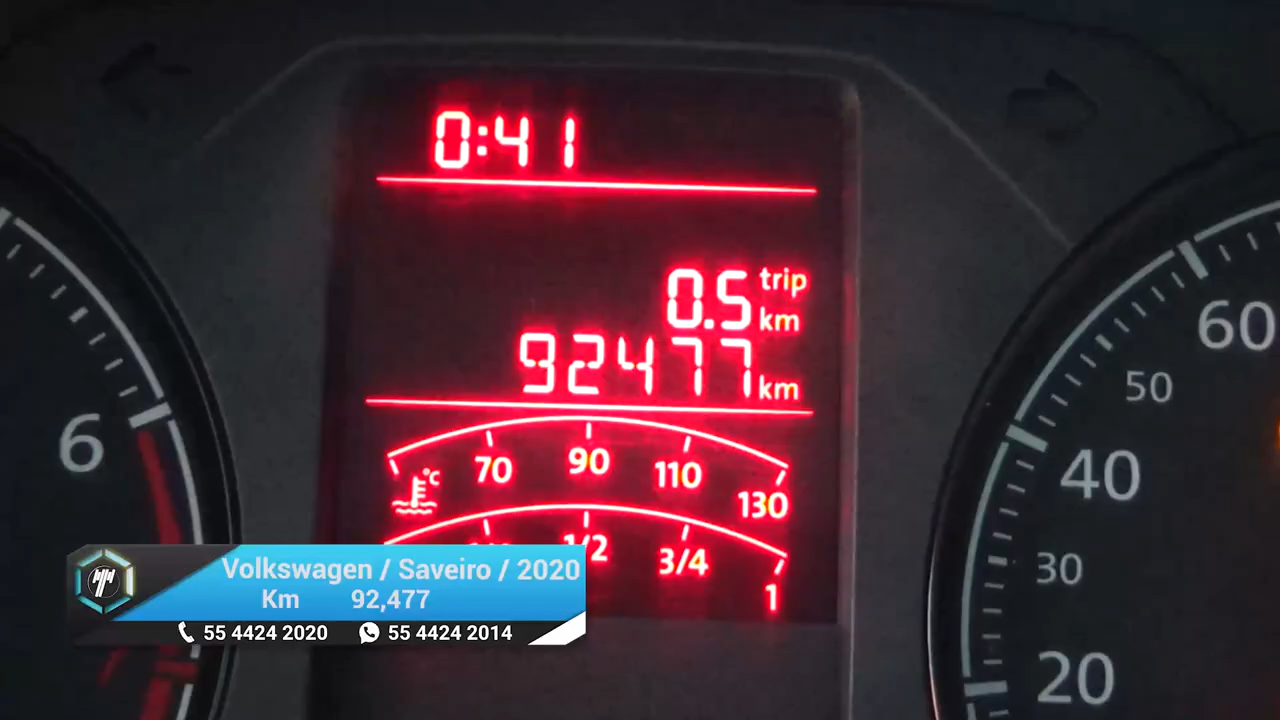 0:41
0.5 trip km
92477 km
70 90 110 130
°C
1/2 3/4 1
6
60
50
40
30
20
Volkswagen / Saveiro / 2020
Km 92,477
55 4424 2020 55 4424 2014